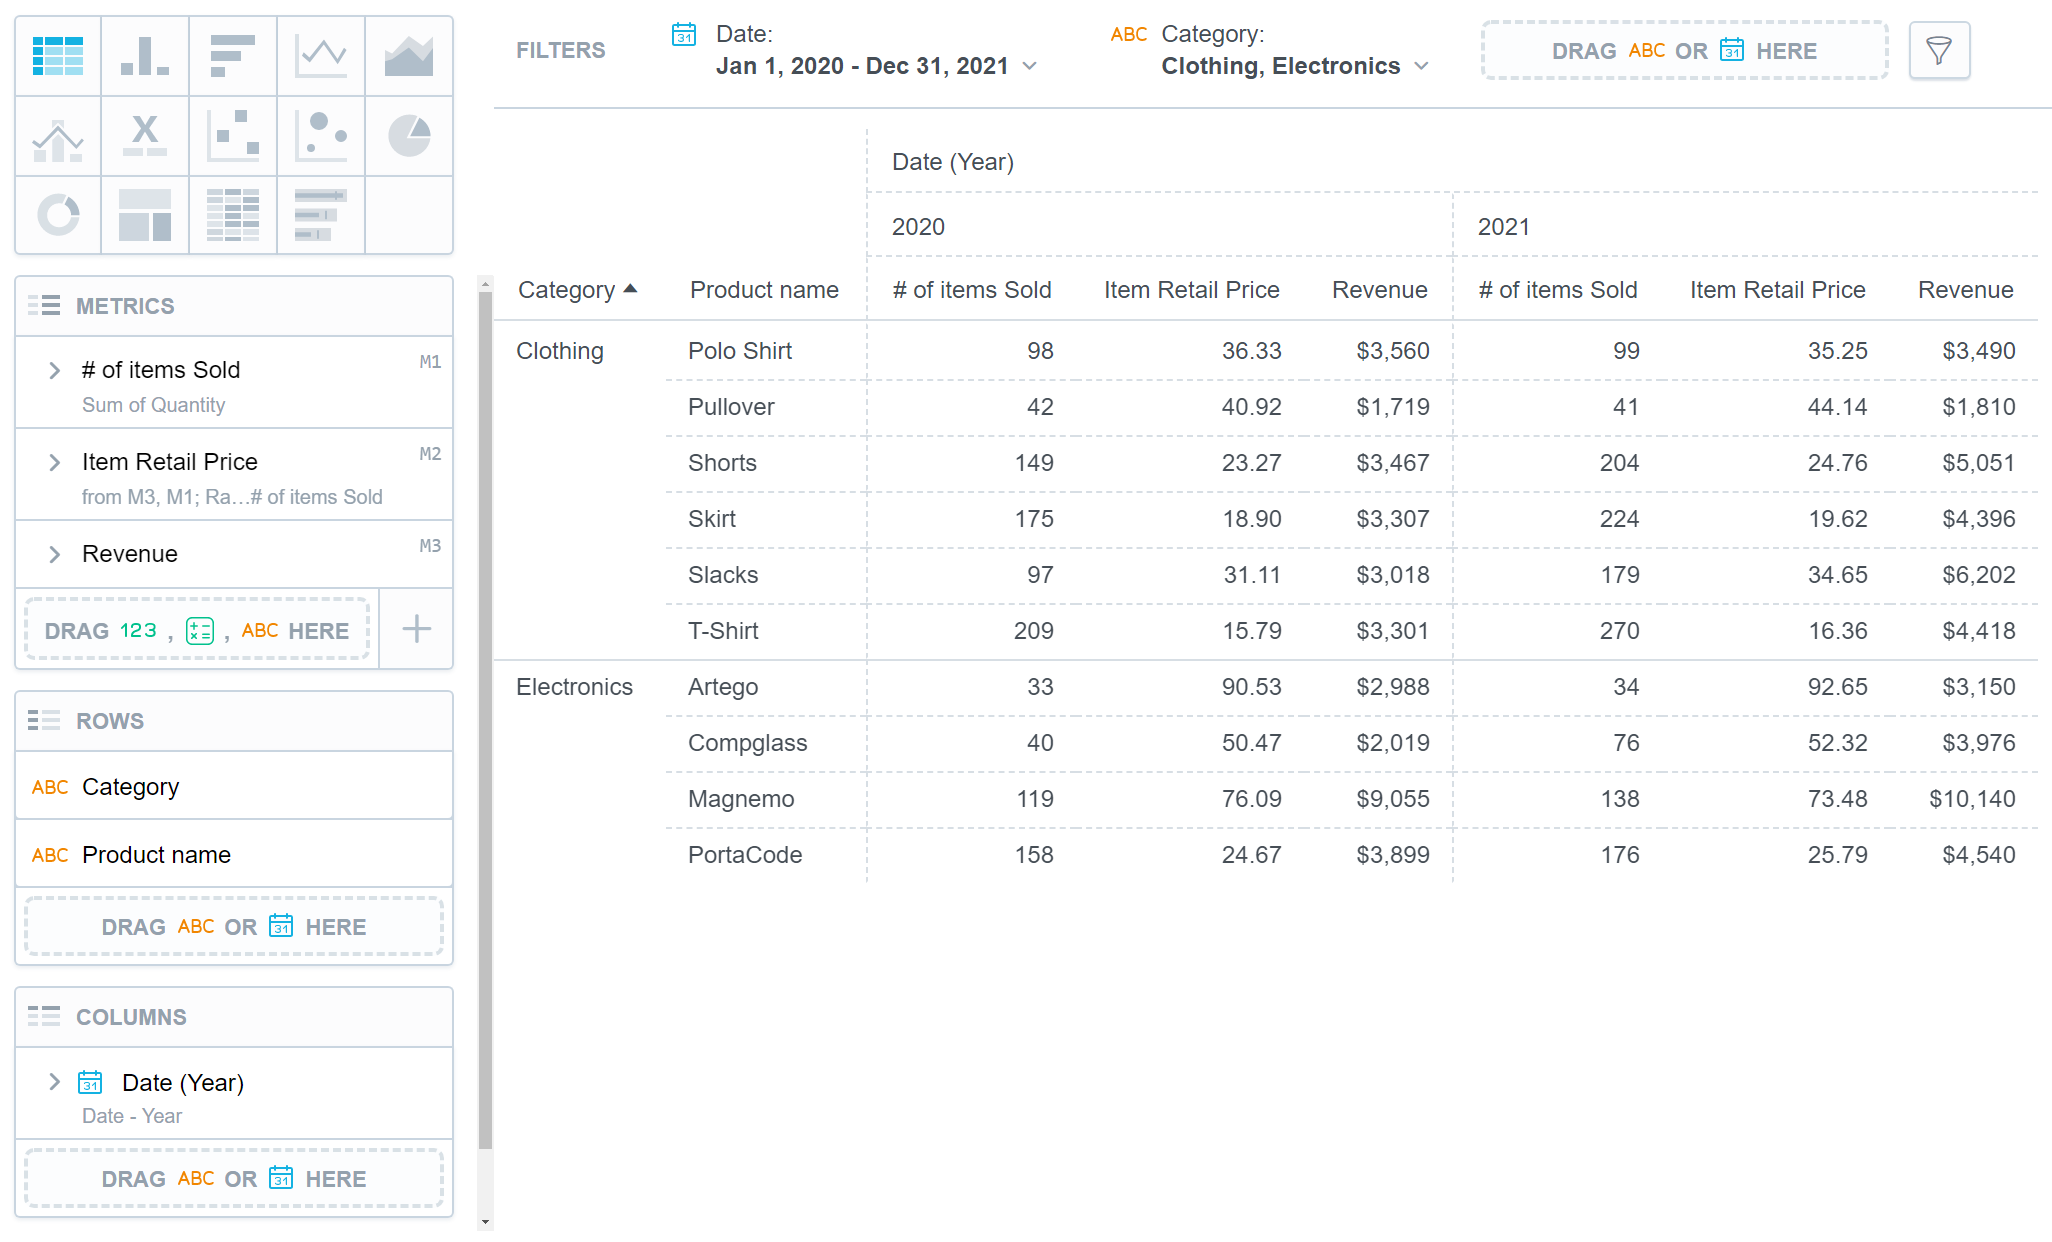 FILTERS
31 Date:
Jan 1, 2020 - Dec 31, 2021
ABC Category:
Clothing, Electronics
DRAG ABC OR 31 HERE
X
METRICS
# of items Sold M1
Sum of Quantity
Item Retail Price M2
from M3, M1; Ra...# of items Sold
Revenue M3
DRAG 123 , , ABC HERE
ROWS
ABC Category
ABC Product name
DRAG ABC OR 31 HERE
COLUMNS
31 Date (Year)
Date - Year
DRAG ABC OR 31 HERE
Date (Year)
2020 2021
Category Product name # of items Sold Item Retail Price Revenue # of items Sold Item Retail Price Revenue
Clothing Polo Shirt 98 36.33 $3,560 99 35.25 $3,490
Pullover 42 40.92 $1,719 41 44.14 $1,810
Shorts 149 23.27 $3,467 204 24.76 $5,051
Skirt 175 18.90 $3,307 224 19.62 $4,396
Slacks 97 31.11 $3,018 179 34.65 $6,202
T-Shirt 209 15.79 $3,301 270 16.36 $4,418
Electronics Artego 33 90.53 $2,988 34 92.65 $3,150
Compglass 40 50.47 $2,019 76 52.32 $3,976
Magnemo 119 76.09 $9,055 138 73.48 $10,140
PortaCode 158 24.67 $3,899 176 25.79 $4,540